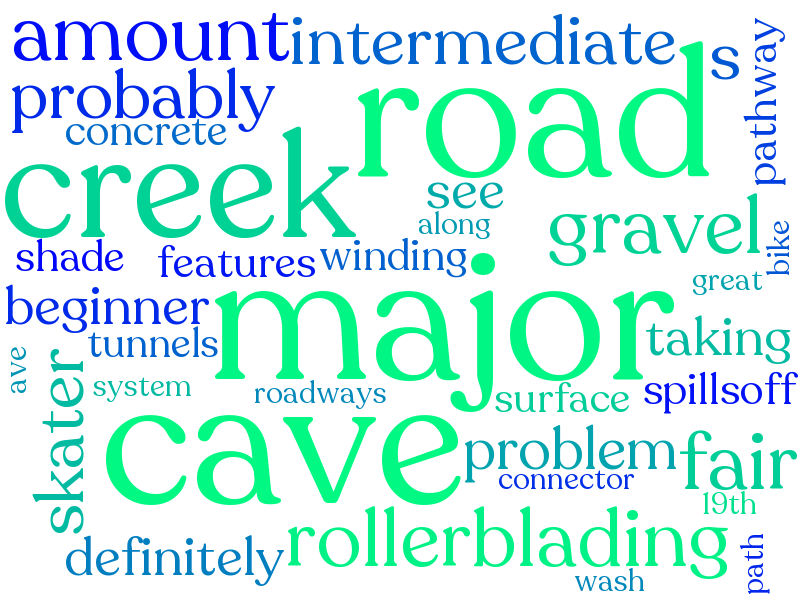 amount
intermediate
s
pathway
probably
concrete
road
creek
see
along
gravel
bike
shade
features
winding
great
beginner
major
tunnels
taking
ave
system
roadways
surface
spillsoff
skater
cave
problem
fair
connector
19th
rollerblading
definitely
wash
path